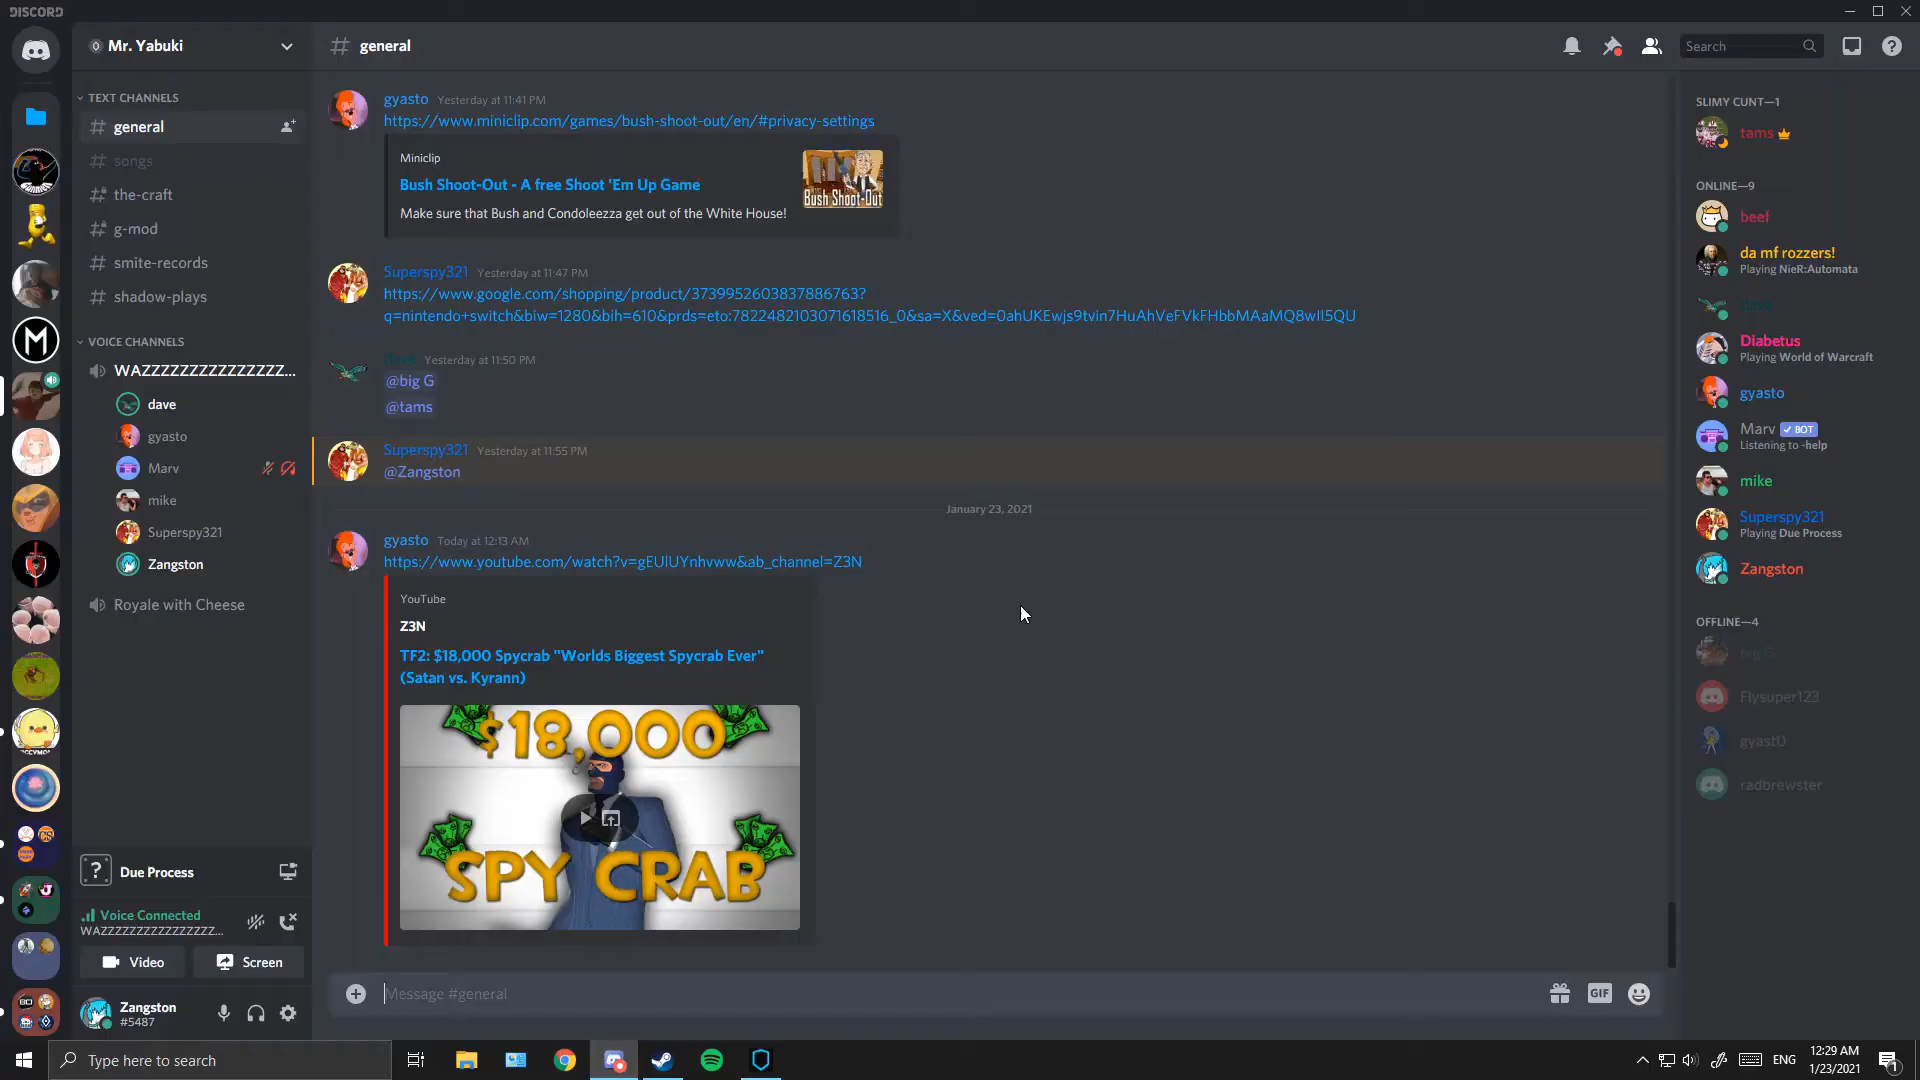 DISCORD
Mr. Yabuki
# general
Search
TEXT CHANNELS
general
songs
the-craft
g-mod
smite-records
shadow-plays
VOICE CHANNELS
WAZZZZZZZZZZZZZZZ...
dave
gyasto
Marv
mike
Superspy321
Zangston
Royale with Cheese
Due Process
Voice Connected
WAZZZZZZZZZZZZZZZZ...
Video
Screen
Zangston
#5487
gyasto Yesterday at 11:41 PM
https://www.miniclip.com/games/bush-shoot-out/en/#privacy-settings
Miniclip
Bush Shoot-Out - A free Shoot 'Em Up Game
Make sure that Bush and Condoleezza get out of the White House!
Bush Shoot-Out
Superspy321 Yesterday at 11:47 PM
https://www.google.com/shopping/product/3739952603837886763?
q=nintendo+switch&biw=1280&bih=610&prds=eto:7822482103071618516_0&sa=X&ved=0ahUKEwjs9tvin7HuAhVeFVkFHbbMAaMQ8wII5QU
dave Yesterday at 11:50 PM
@big G
@tams
Superspy321 Yesterday at 11:55 PM
@Zangston
January 23, 2021
gyasto Today at 12:13 AM
https://www.youtube.com/watch?v=gEUlUYnhvww&ab_channel=Z3N
YouTube
Z3N
TF2: $18,000 Spycrab "Worlds Biggest Spycrab Ever"
(Satan vs. Kyrann)
$18,000
SPY CRAB
Message #general
GIF
SLIMY CUNT—1
tams
ONLINE—9
beef
da mf rozzers!
Playing NieR:Automata
dave
Diabetus
Playing World of Warcraft
gyasto
Marv BOT
Listening to -help
mike
Superspy321
Playing Due Process
Zangston
OFFLINE—4
big G
Flysuper123
gyast0
radbrewster
Type here to search
ENG
12:29 AM
1/23/2021
1